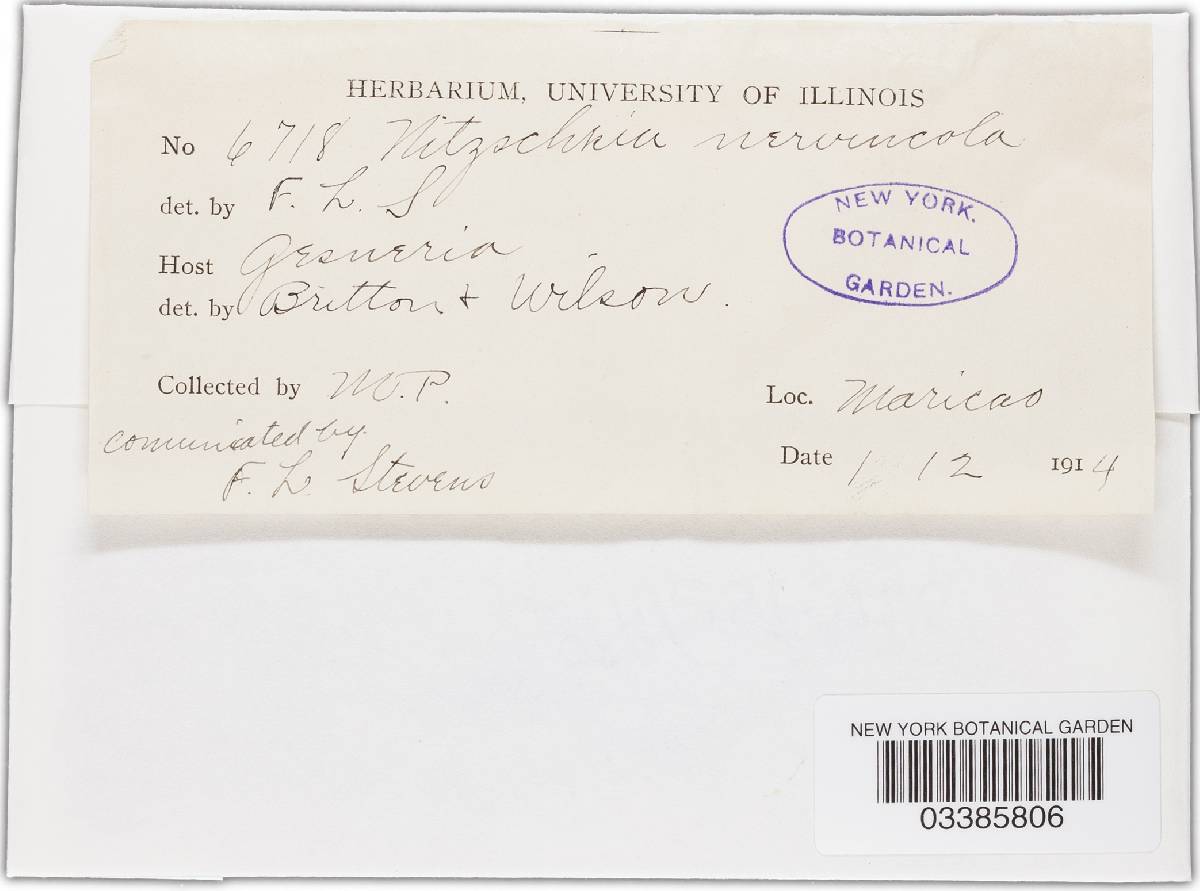 HERBARIUM, UNIVERSITY OF ILLINOIS
No 6718 Nitzschkia nervincola
det. by F. L. S
Host Gesneria
det. by Britton & Wilson.
NEW YORK.
BOTANICAL
GARDEN.
Collected by M. P.
Loc. Maricao
comunicated by
F. L. Stevens
Date 1 12 1914
NEW YORK BOTANICAL GARDEN
03385806